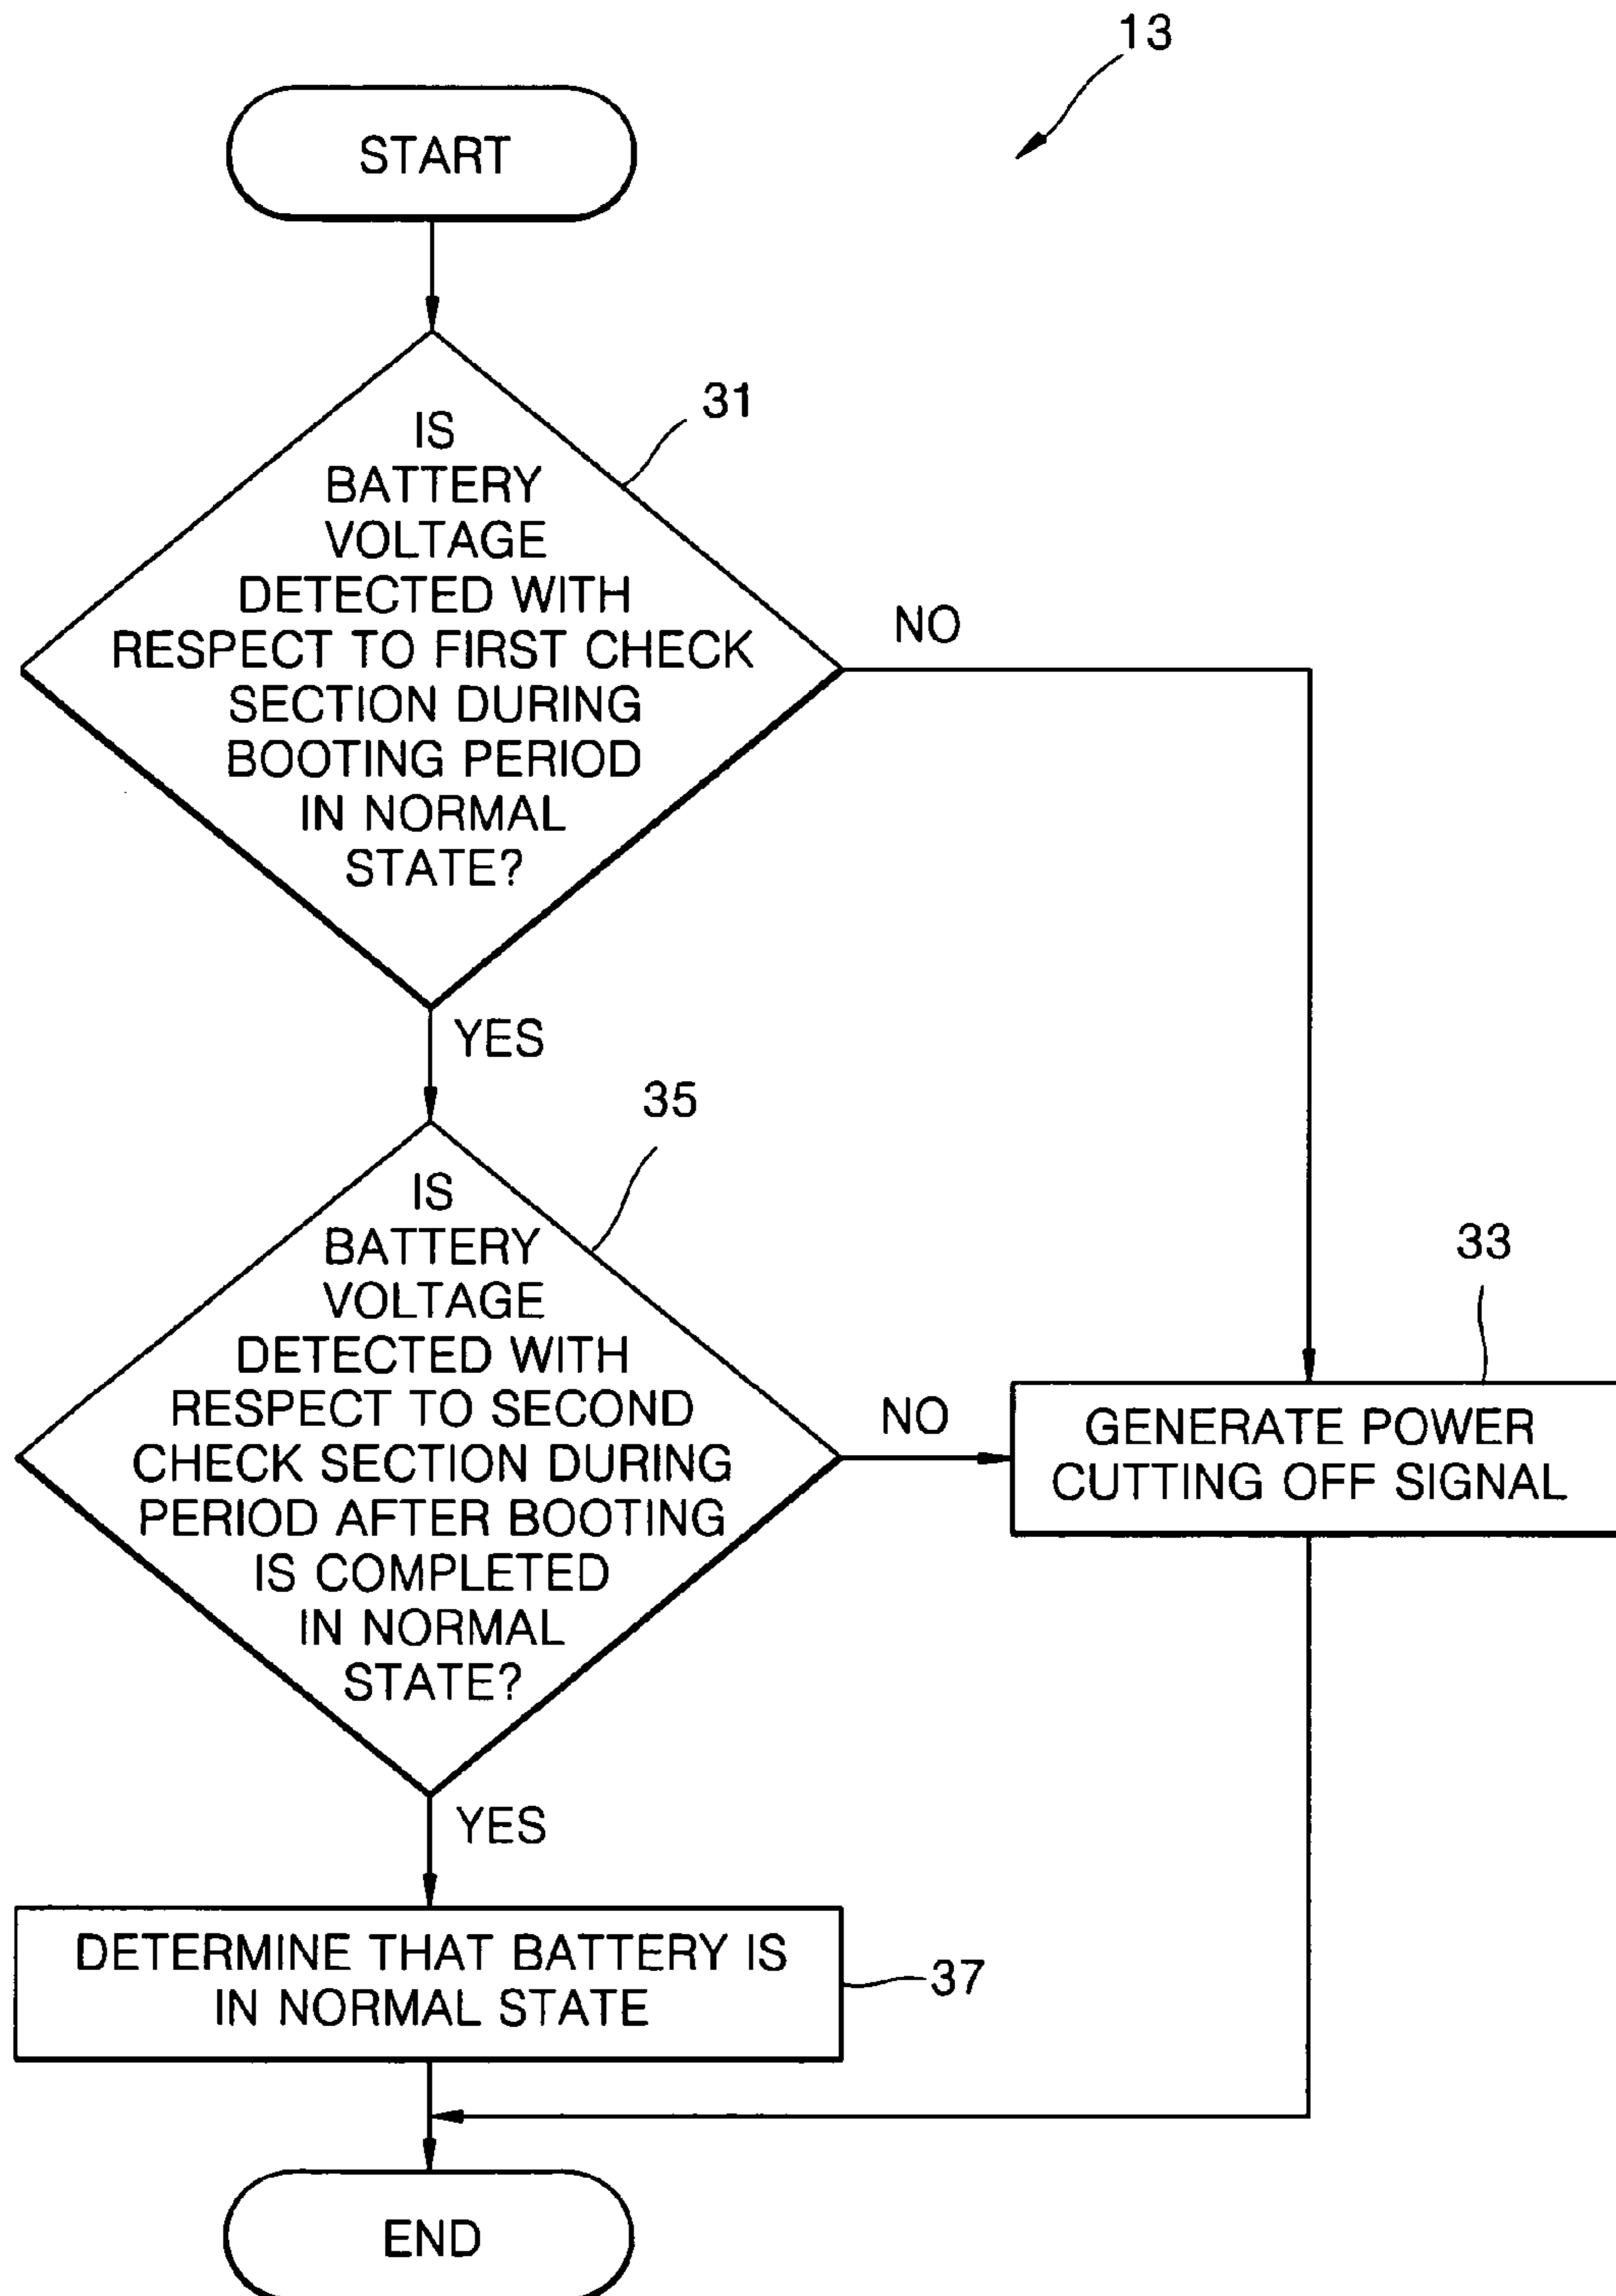 13
START
31
IS
BATTERY
VOLTAGE
DETECTED WITH
RESPECT TO FIRST CHECK
SECTION DURING
BOOTING PERIOD
IN NORMAL
STATE?
NO
YES
35
IS
BATTERY
VOLTAGE
DETECTED WITH
RESPECT TO SECOND
CHECK SECTION DURING
PERIOD AFTER BOOTING
IS COMPLETED
IN NORMAL
STATE?
NO
33
GENERATE POWER
CUTTING OFF SIGNAL
YES
DETERMINE THAT BATTERY IS
IN NORMAL STATE
37
END